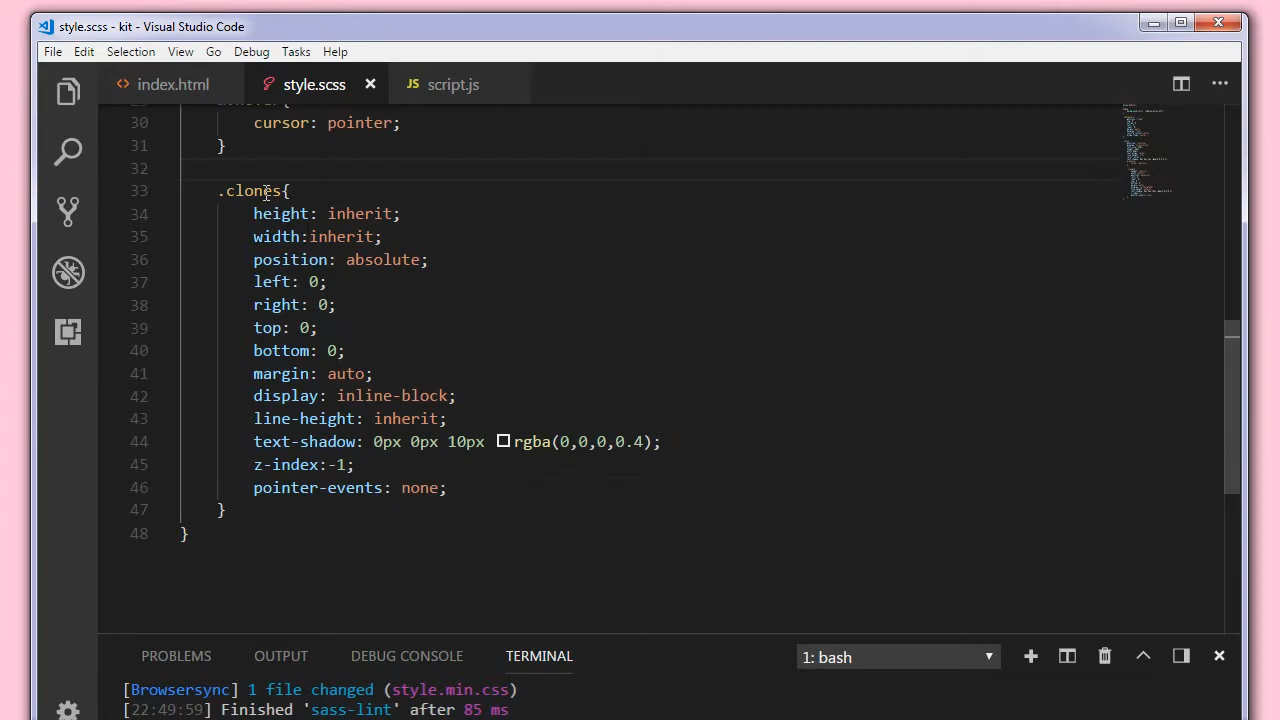 style.scss - kit - Visual Studio Code
File Edit Selection View Go Debug Tasks Help
<> index.html style.scss JS script.js
30 cursor: pointer;
31 }
32
33 .clones{
34 height: inherit;
35 width:inherit;
36 position: absolute;
37 left: 0;
38 right: 0;
39 top: 0;
40 bottom: 0;
41 margin: auto;
42 display: inline-block;
43 line-height: inherit;
44 text-shadow: 0px 0px 10px rgba(0,0,0,0.4);
45 z-index:-1;
46 pointer-events: none;
47 }
48 }
PROBLEMS OUTPUT DEBUG CONSOLE TERMINAL 1: bash
[Browsersync] 1 file changed (style.min.css)
[22:49:59] Finished 'sass-lint' after 85 ms